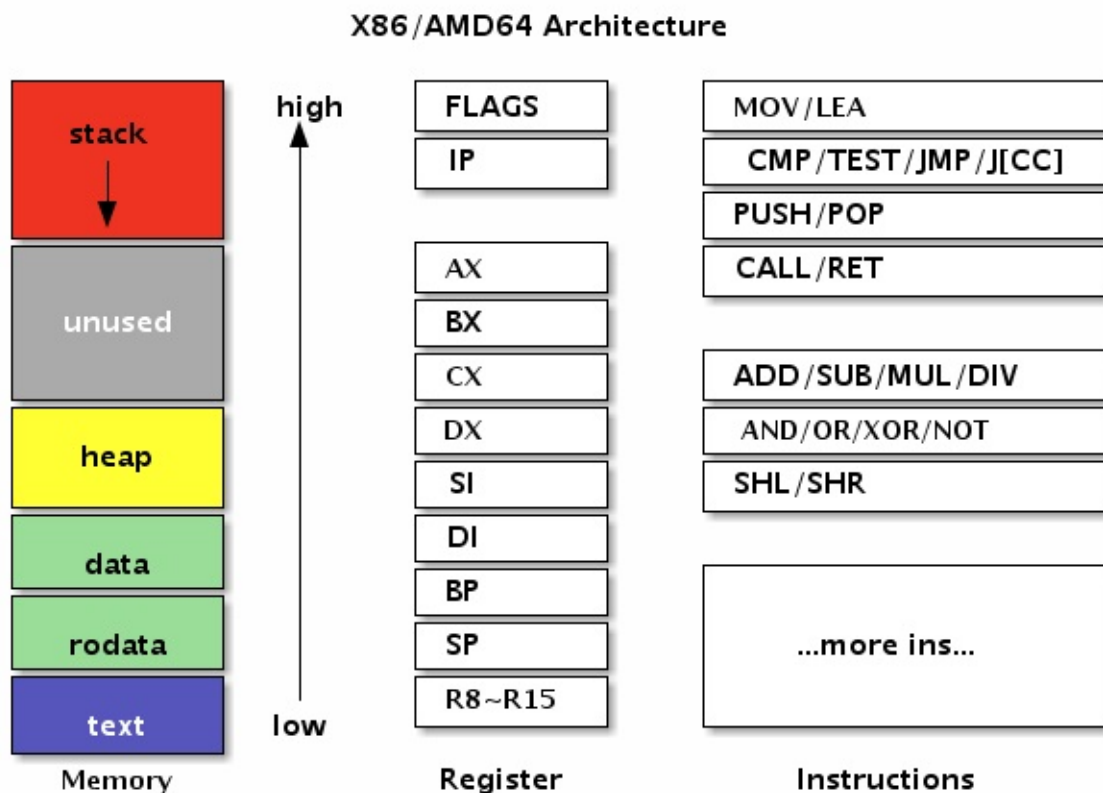 X86/AMD64 Architecture
stack
unused
heap
data
rodata
text
Memory
high
low
FLAGS
IP
AX
BX
CX
DX
SI
DI
BP
SP
R8~R15
Register
MOV/LEA
CMP/TEST/JMP/J[CC]
PUSH/POP
CALL/RET
ADD/SUB/MUL/DIV
AND/OR/XOR/NOT
SHL/SHR
...more ins...
Instructions